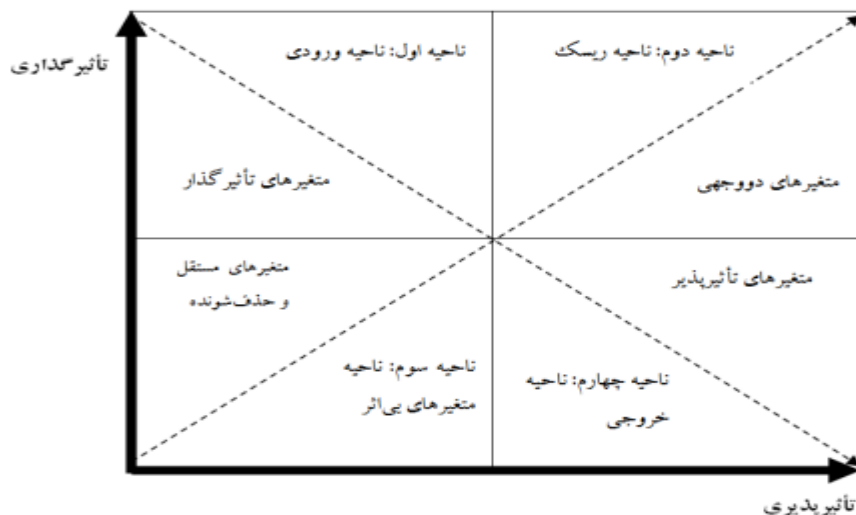 تأثیرگذاری
ناحیه دوم: ناحیه ریسک
ناحیه اول: ناحیه ورودی
متغیرهای دووجهی
متغیرهای تأثیرگذار
متغیرهای تأثیرپذیر
متغیرهای مستقل
و حذف‌شونده
ناحیه چهارم: ناحیه
خروجی
ناحیه سوم: ناحیه
متغیرهای بی‌اثر
تأثیرپذیری